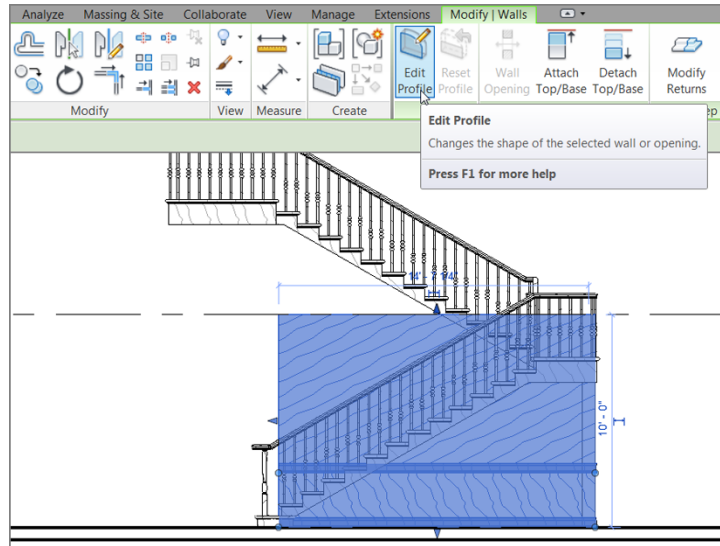 Analyze Massing & Site Collaborate View Manage Extensions Modify | Walls
Edit Profile
Reset Profile
Wall Opening
Attach Top/Base
Detach Top/Base
Modify Returns
Modify View Measure Create ep
Edit Profile
Changes the shape of the selected wall or opening.
Press F1 for more help
10' - 0"